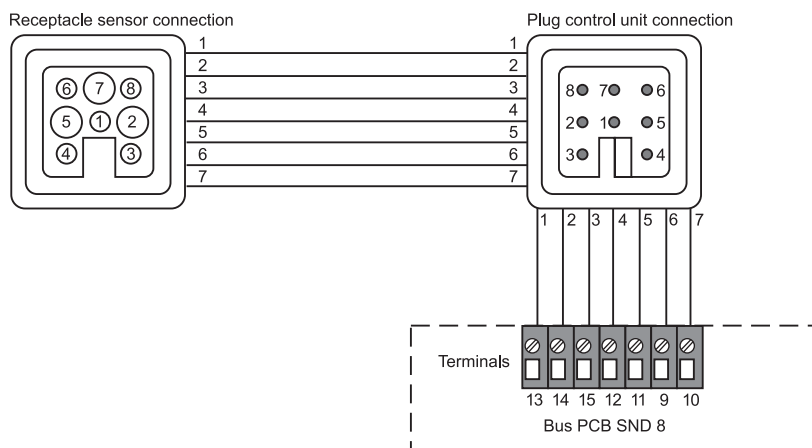 Receptacle sensor connection
Plug control unit connection
1 1
2 2
3 3
4 4
5 5
6 6
7 7
6 7 8
5 1 2
4 3
8 7 6
2 1 5
3 4
1 2 3 4 5 6 7
Terminals
13 14 15 12 11 9 10
Bus PCB SND 8